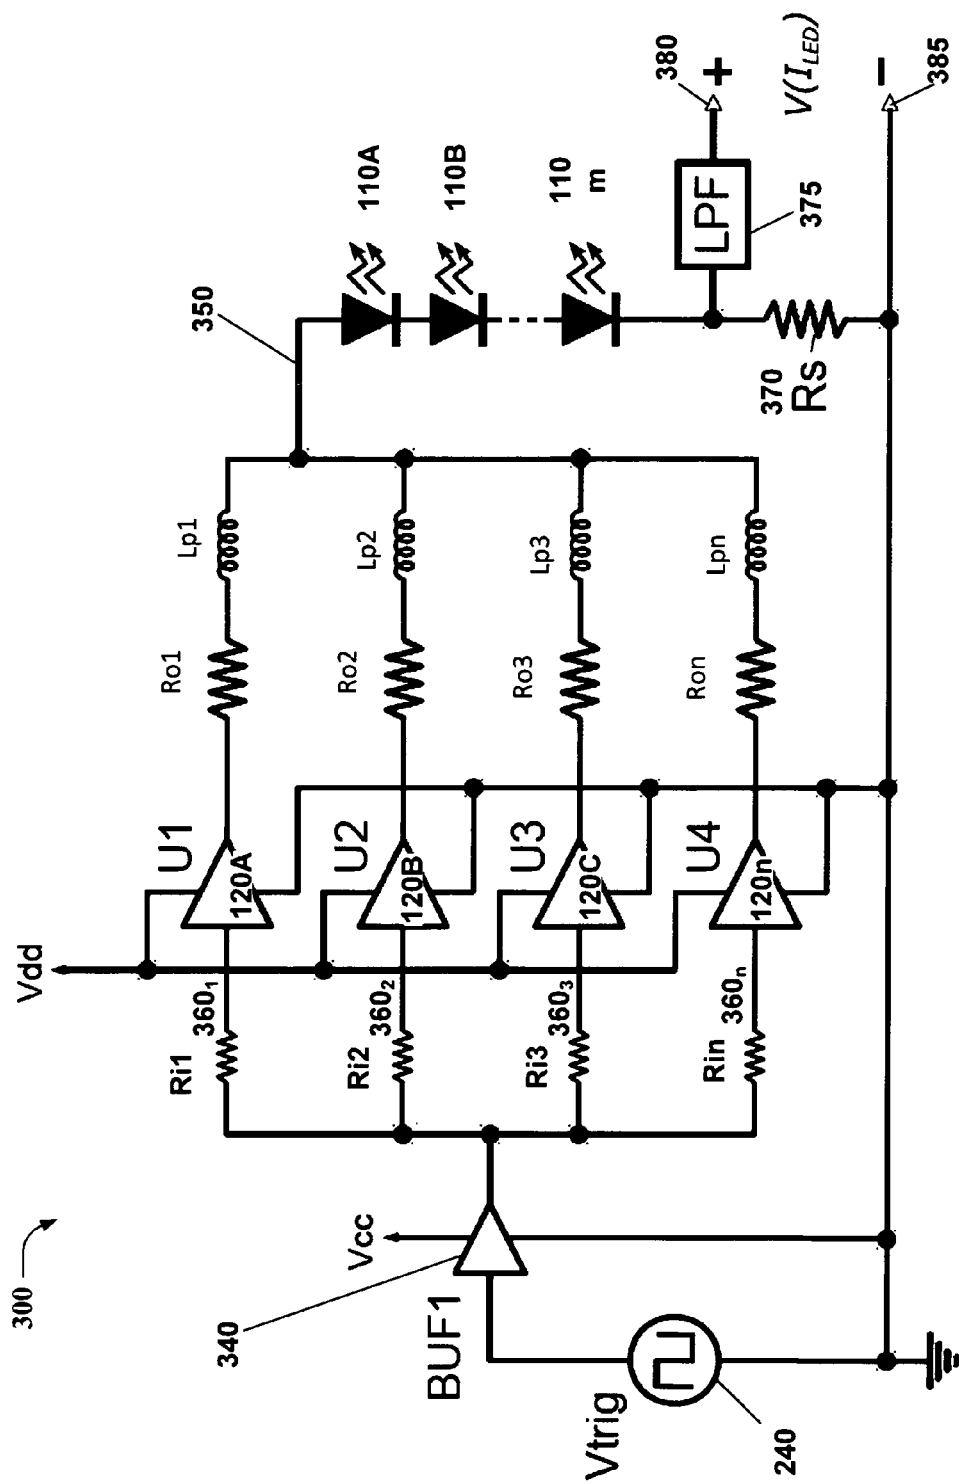 300
Vtrig
240
BUF1
340
Vcc
Vdd
Ri1
360₁
Ri2
360₂
Ri3
360₃
Rin
360ₙ
U1
120A
U2
120B
U3
120C
U4
120n
Ro1
Lp1
Ro2
Lp2
Ro3
Lp3
Ron
Lpn
350
110A
110B
110
m
370
Rs
LPF
375
380
+
V(I_LED)
−
385